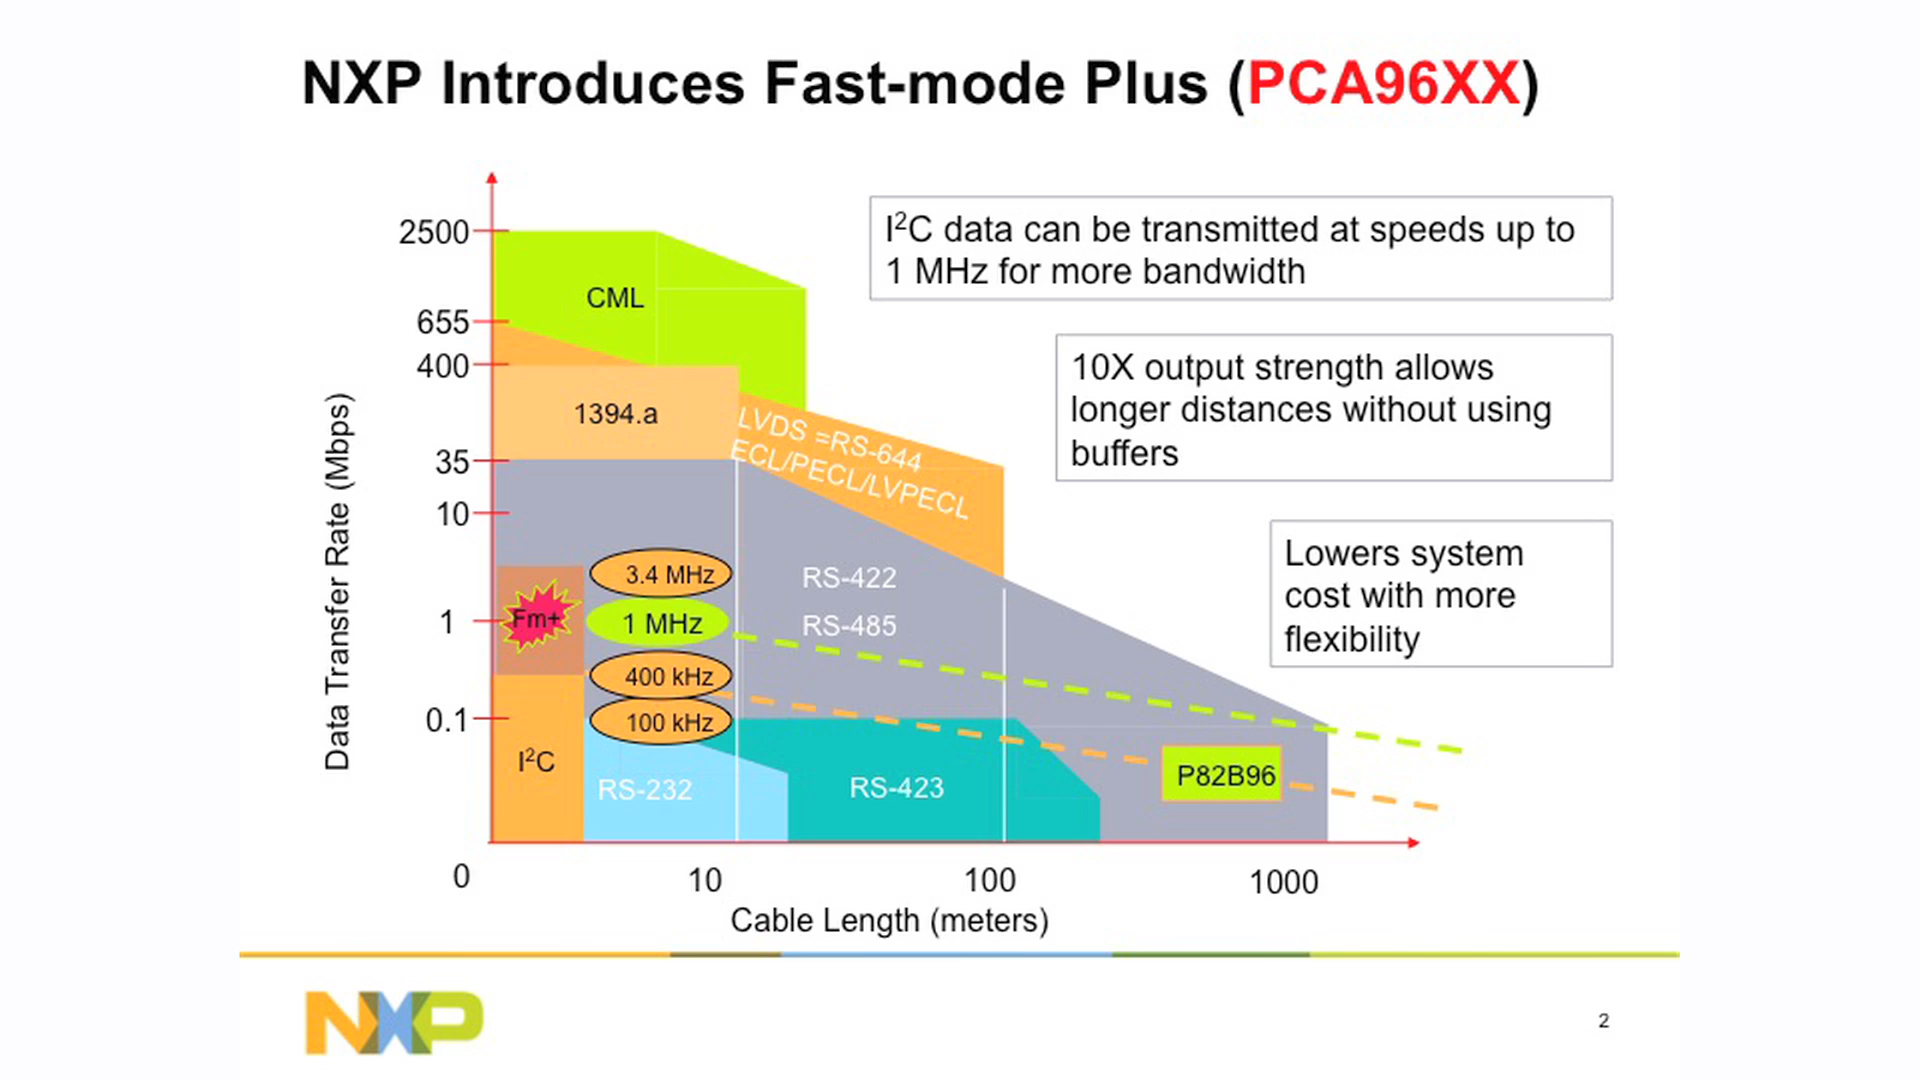 NXP Introduces Fast-mode Plus (PCA96XX)
I²C data can be transmitted at speeds up to
1 MHz for more bandwidth
10X output strength allows
longer distances without using
buffers
Lowers system
cost with more
flexibility
Data Transfer Rate (Mbps)
2500
655
400
35
10
1
0.1
0
CML
1394.a
LVDS =RS-644
ECL/PECL/LVPECL
3.4 MHz
RS-422
Fm+
1 MHz
RS-485
400 kHz
100 kHz
I²C
RS-232
RS-423
P82B96
10
100
1000
Cable Length (meters)
NXP
2